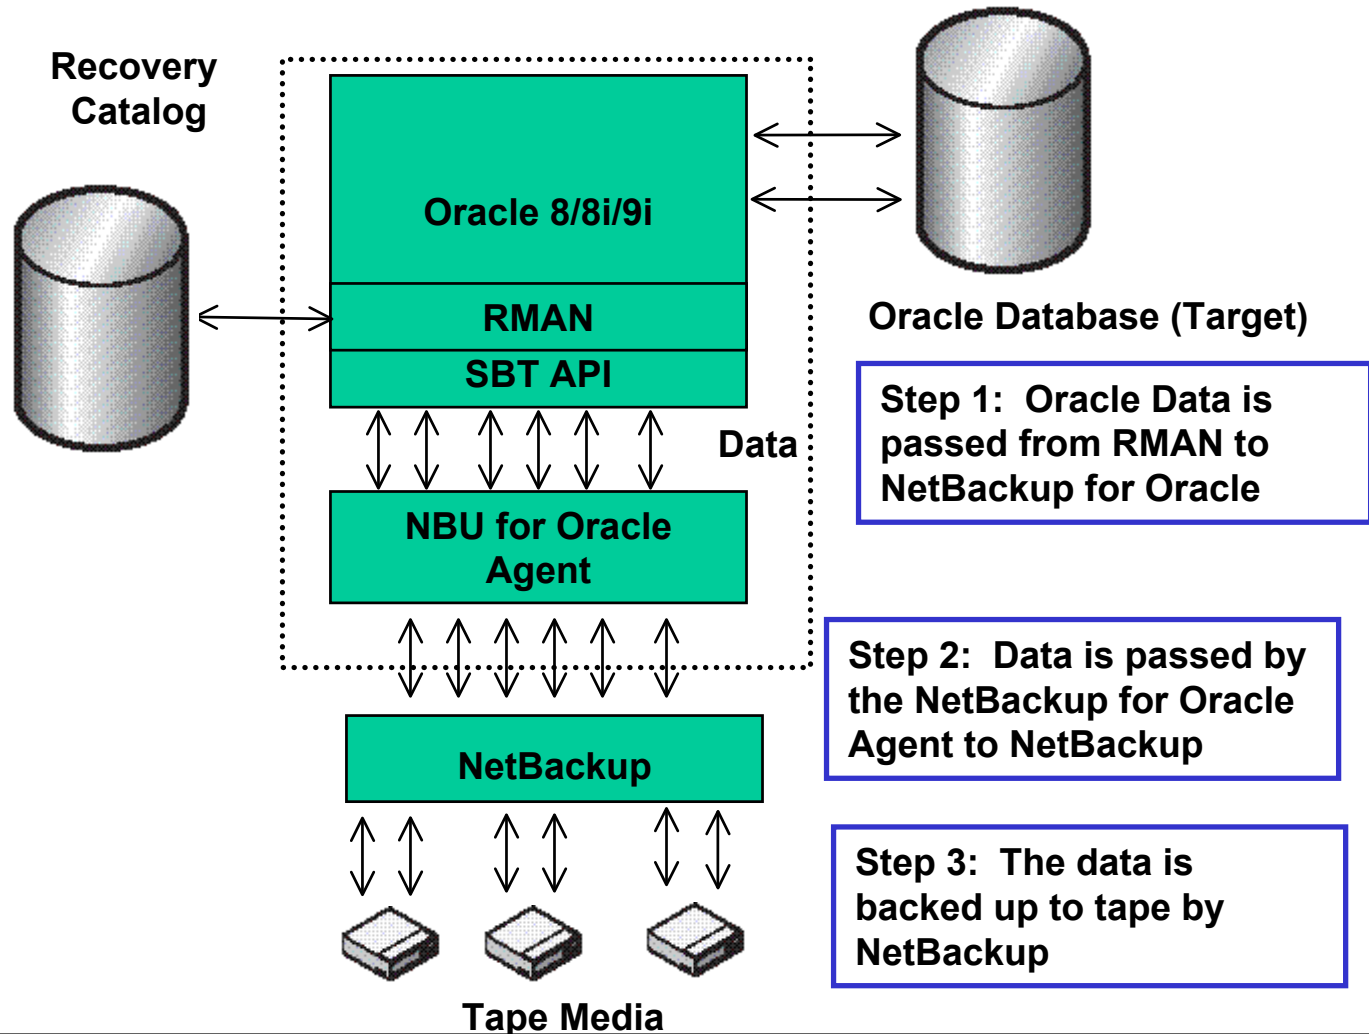 Recovery
Catalog
Oracle 8/8i/9i
RMAN
SBT API
Oracle Database (Target)
Data
Step 1:  Oracle Data is
passed from RMAN to
NetBackup for Oracle
NBU for Oracle
Agent
Step 2:  Data is passed by
the NetBackup for Oracle
Agent to NetBackup
NetBackup
Step 3:  The data is
backed up to tape by
NetBackup
Tape Media